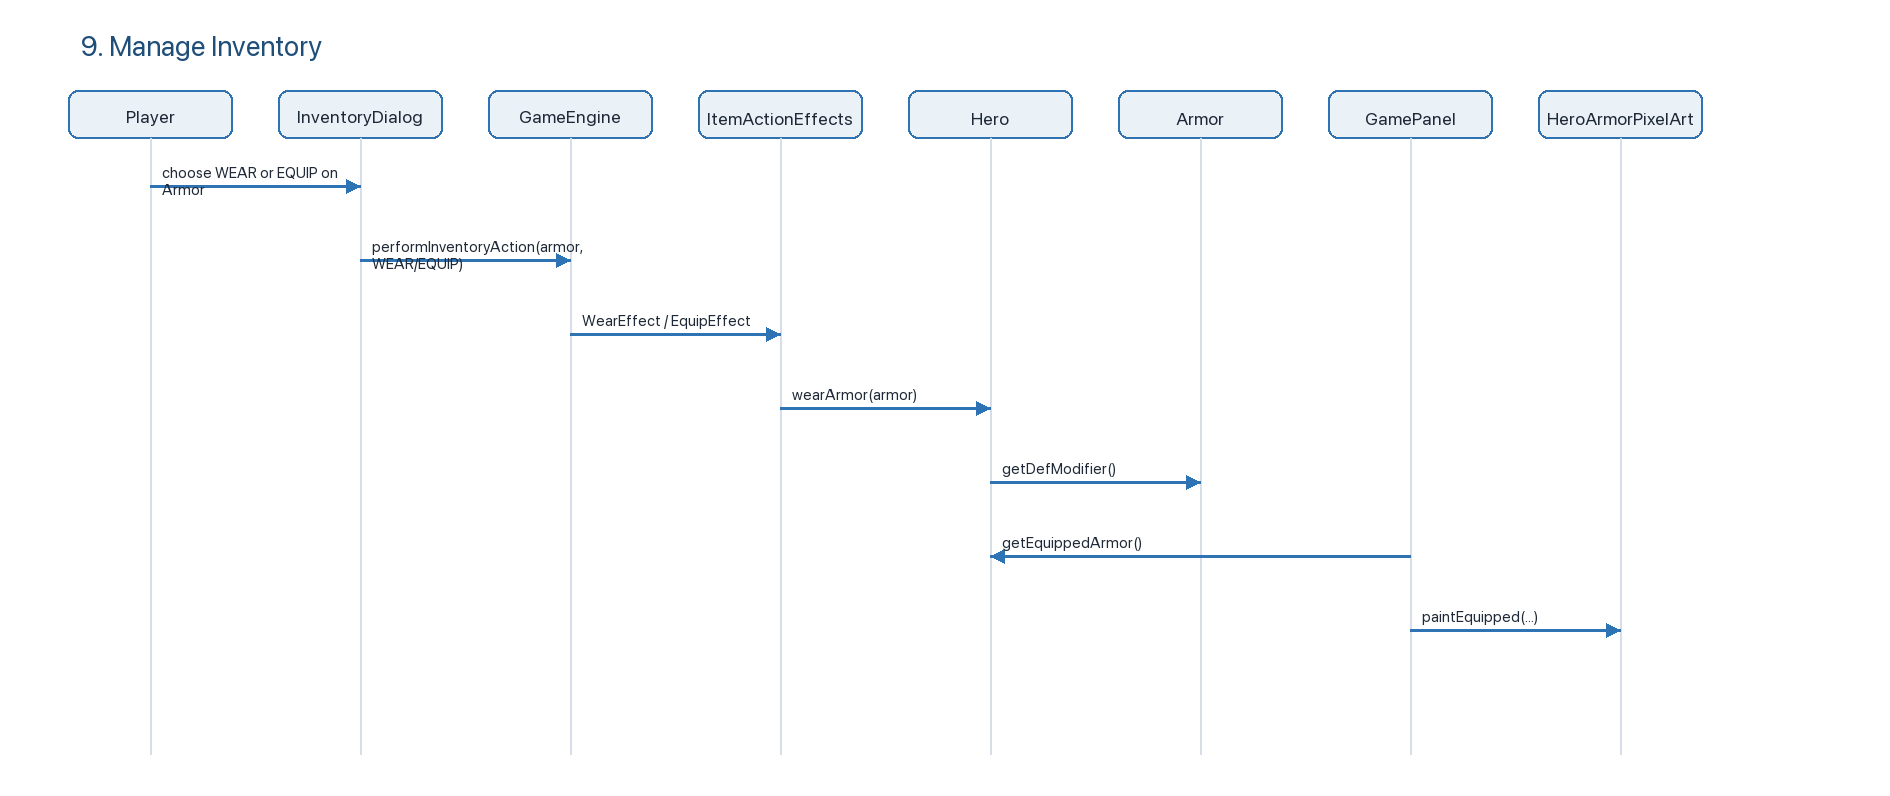 9. Manage Inventory
Player
InventoryDialog
GameEngine
ItemActionEffects
Hero
Armor
GamePanel
HeroArmorPixelArt
choose WEAR or EQUIP on
Armor
performInventoryAction(armor,
WEAR/EQUIP)
WearEffect / EquipEffect
wearArmor(armor)
getDefModifier()
getEquippedArmor()
paintEquipped(...)